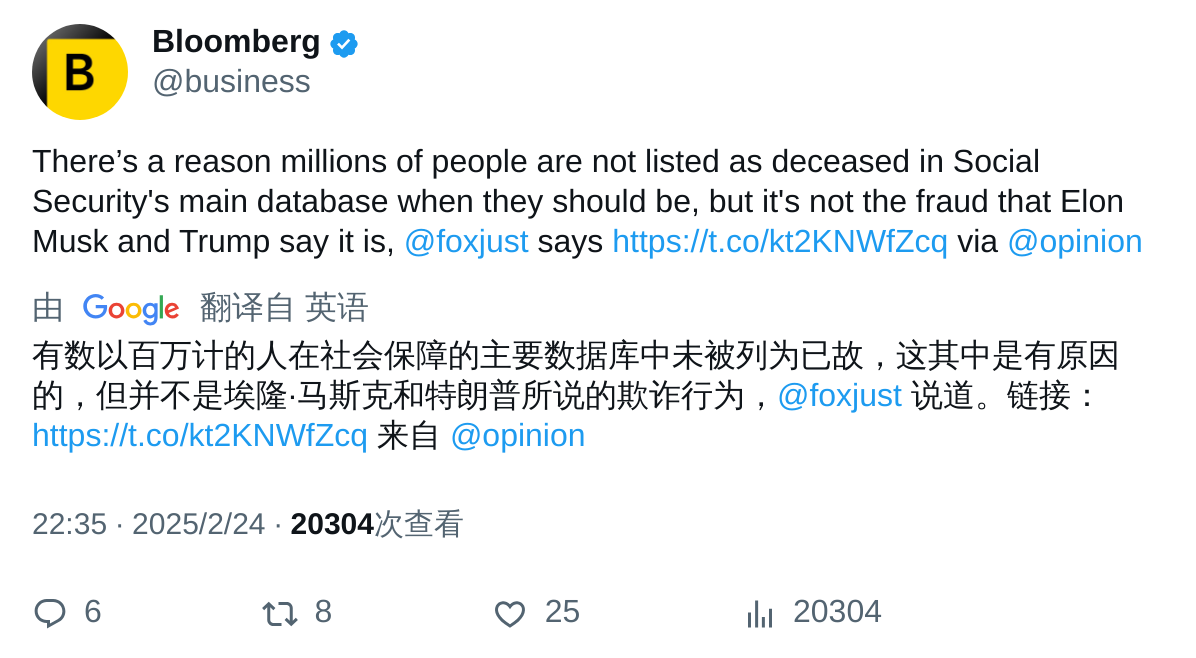 B
Bloomberg
@business
There’s a reason millions of people are not listed as deceased in Social
Security's main database when they should be, but it's not the fraud that Elon
Musk and Trump say it is, @foxjust says https://t.co/kt2KNWfZcq via @opinion
由 Google 翻译自 英语
有数以百万计的人在社会保障的主要数据库中未被列为已故，这其中是有原因
的，但并不是埃隆·马斯克和特朗普所说的欺诈行为，@foxjust 说道。链接：
https://t.co/kt2KNWfZcq 来自 @opinion
22:35 · 2025/2/24 · 20304次查看
6 8 25 20304